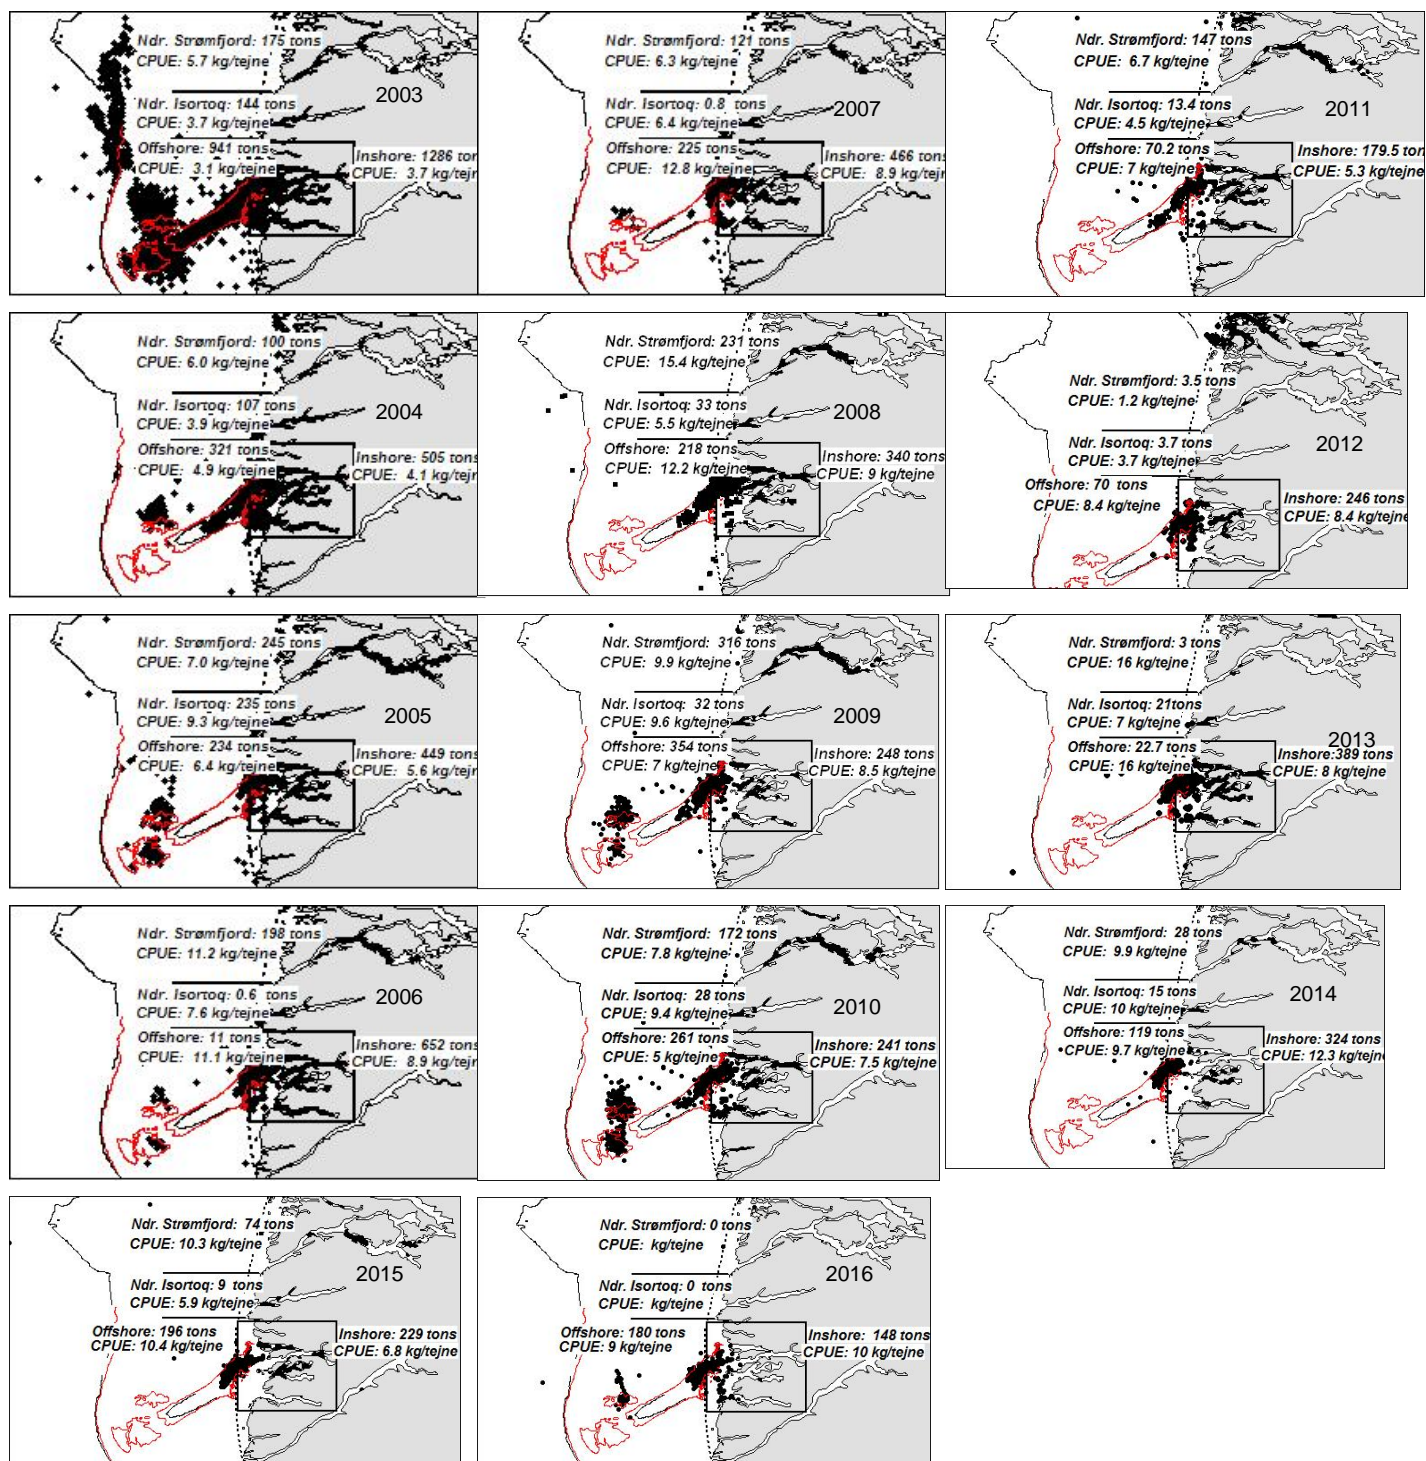 Ndr. Strømfjord: 175 tons
CPUE: 5.7 kg/tejne
2003
Ndr. Isortoq: 144 tons
CPUE: 3.7 kg/tejne
Offshore: 941 tons
CPUE: 3.1 kg/tejne
Inshore: 1286 ton
CPUE: 3.7 kg/tejn
Ndr. Strømfjord: 121 tons
CPUE: 6.3 kg/tejne
2007
Ndr. Isortoq: 0.8 tons
CPUE: 6.4 kg/tejne
Offshore: 225 tons
CPUE: 12.8 kg/tejne
Inshore: 466 tons
CPUE: 8.9 kg/tejne
Ndr. Strømfjord: 147 tons
CPUE: 6.7 kg/tejne
2011
Ndr. Isortoq: 13.4 tons
CPUE: 4.5 kg/tejne
Offshore: 70.2 tons
CPUE: 7 kg/tejne
Inshore: 179.5 ton
CPUE: 5.3 kg/tejne
Ndr. Strømfjord: 100 tons
CPUE: 6.0 kg/tejne
2004
Ndr. Isortoq: 107 tons
CPUE: 3.9 kg/tejne
Offshore: 321 tons
CPUE: 4.9 kg/tejne
Inshore: 505 tons
CPUE: 4.1 kg/tejn
Ndr. Strømfjord: 231 tons
CPUE: 15.4 kg/tejne
2008
Ndr. Isortoq: 33 tons
CPUE: 5.5 kg/tejne
Offshore: 218 tons
CPUE: 12.2 kg/tejne
Inshore: 340 tons
CPUE: 9 kg/tejne
Ndr. Strømfjord: 3.5 tons
CPUE: 1.2 kg/tejne
2012
Ndr. Isortoq: 3.7 tons
CPUE: 3.7 kg/tejne
Offshore: 70 tons
CPUE: 8.4 kg/tejne
Inshore: 246 tons
CPUE: 8.4 kg/tejne
Ndr. Strømfjord: 245 tons
CPUE: 7.0 kg/tejne
2005
Ndr. Isortoq: 235 tons
CPUE: 9.3 kg/tejne
Offshore: 234 tons
CPUE: 6.4 kg/tejne
Inshore: 449 tons
CPUE: 5.6 kg/tejn
Ndr. Strømfjord: 316 tons
CPUE: 9.9 kg/tejne
2009
Ndr. Isortoq: 32 tons
CPUE: 9.6 kg/tejne
Offshore: 354 tons
CPUE: 7 kg/tejne
Inshore: 248 tons
CPUE: 8.5 kg/tejne
Ndr. Strømfjord: 3 tons
CPUE: 16 kg/tejne
2013
Ndr. Isortoq: 21tons
CPUE: 7 kg/tejne
Offshore: 22.7 tons
CPUE: 16 kg/tejne
Inshore:389 tons
CPUE: 8 kg/tejne
Ndr. Strømfjord: 198 tons
CPUE: 11.2 kg/tejne
2006
Ndr. Isortoq: 0.6 tons
CPUE: 7.6 kg/tejne
Offshore: 11 tons
CPUE: 11.1 kg/tejne
Inshore: 652 tons
CPUE: 8.9 kg/tejn
Ndr. Strømfjord: 172 tons
CPUE: 7.8 kg/tejne
2010
Ndr. Isortoq: 28 tons
CPUE: 9.4 kg/tejne
Offshore: 261 tons
CPUE: 5 kg/tejne
Inshore: 241 tons
CPUE: 7.5 kg/tejne
Ndr. Strømfjord: 28 tons
CPUE: 9.9 kg/tejne
2014
Ndr. Isortoq: 15 tons
CPUE: 10 kg/tejne
Offshore: 119 tons
CPUE: 9.7 kg/tejne
Inshore: 324 tons
CPUE: 12.3 kg/tejne
Ndr. Strømfjord: 74 tons
CPUE: 10.3 kg/tejne
2015
Ndr. Isortoq: 9 tons
CPUE: 5.9 kg/tejne
Offshore: 196 tons
CPUE: 10.4 kg/tejne
Inshore: 229 tons
CPUE: 6.8 kg/tejne
Ndr. Strømfjord: 0 tons
CPUE: kg/tejne
2016
Ndr. Isortoq: 0 tons
CPUE: kg/tejne
Offshore: 180 tons
CPUE: 9 kg/tejne
Inshore: 148 tons
CPUE: 10 kg/tejne